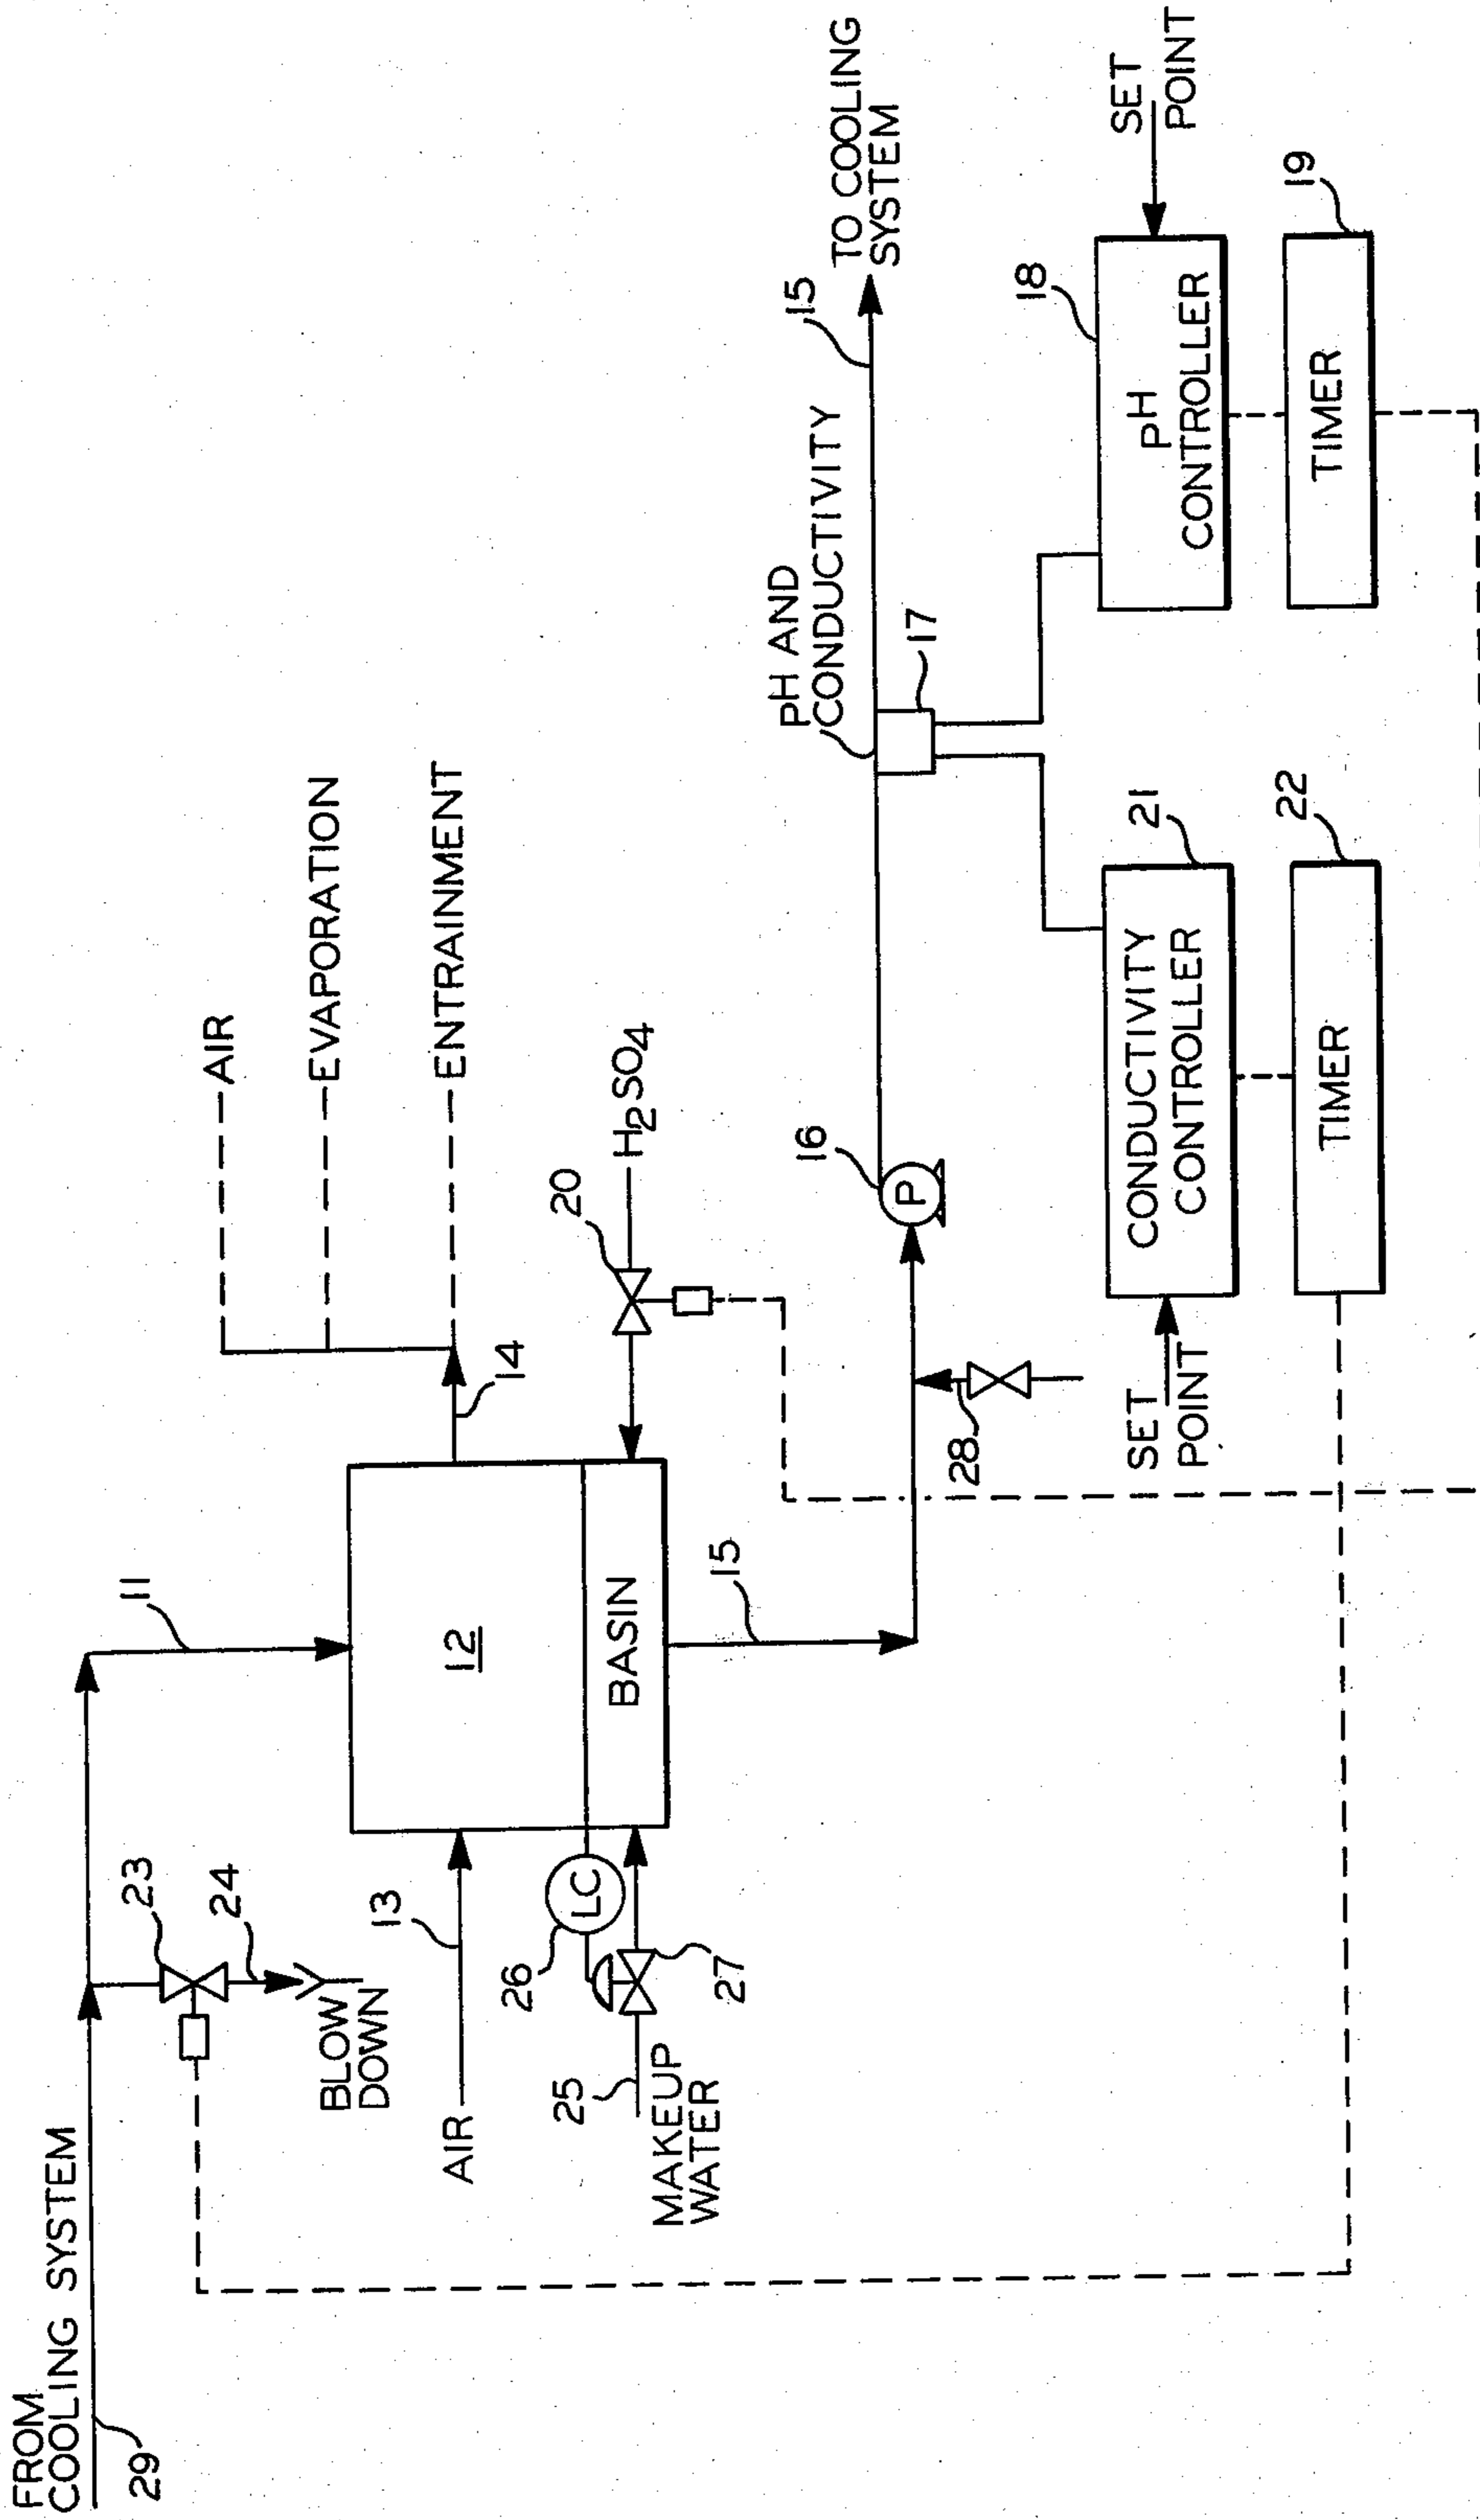 FROM
COOLING SYSTEM
29
11
23
24
BLOW
DOWN
AIR
13
12
BASIN
LC
26
27
25
MAKEUP
WATER
14
AIR
EVAPORATION
ENTRAINMENT
20
H2SO4
15
28
16
P
PH AND
CONDUCTIVITY
17
15
TO COOLING
SYSTEM
SET
POINT
CONDUCTIVITY
CONTROLLER
21
TIMER
22
18
PH
CONTROLLER
SET
POINT
TIMER
19